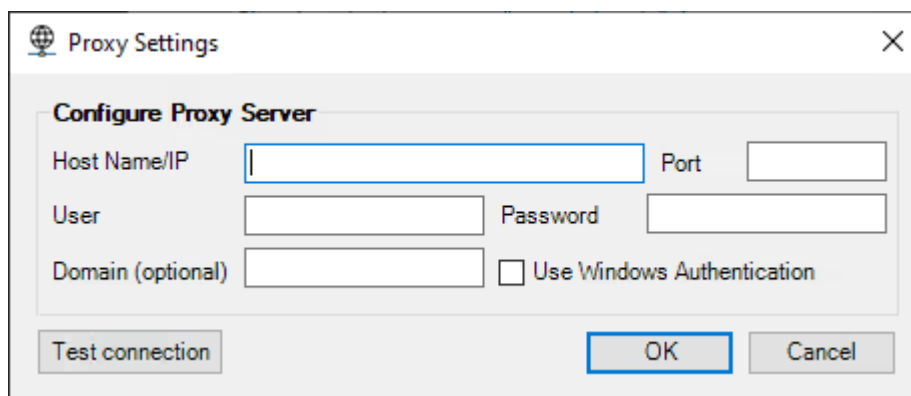 Proxy Settings
Configure Proxy Server
Host Name/IP Port
User Password
Domain (optional) Use Windows Authentication
Test connection OK Cancel